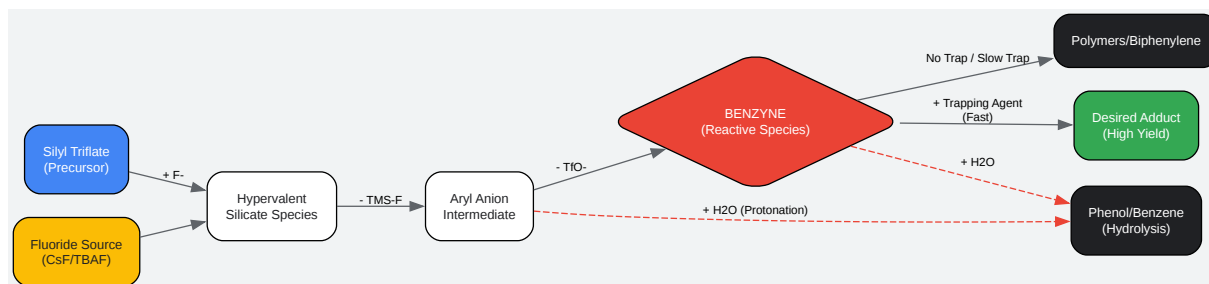 Silyl Triflate
(Precursor)
+ F-
Fluoride Source
(CsF/TBAF)
Hypervalent
Silicate Species
- TMS-F
Aryl Anion
Intermediate
- TfO-
+ H2O (Protonation)
BENZYNE
(Reactive Species)
No Trap / Slow Trap
Polymers/Biphenylene
+ Trapping Agent
(Fast)
Desired Adduct
(High Yield)
+ H2O
Phenol/Benzene
(Hydrolysis)